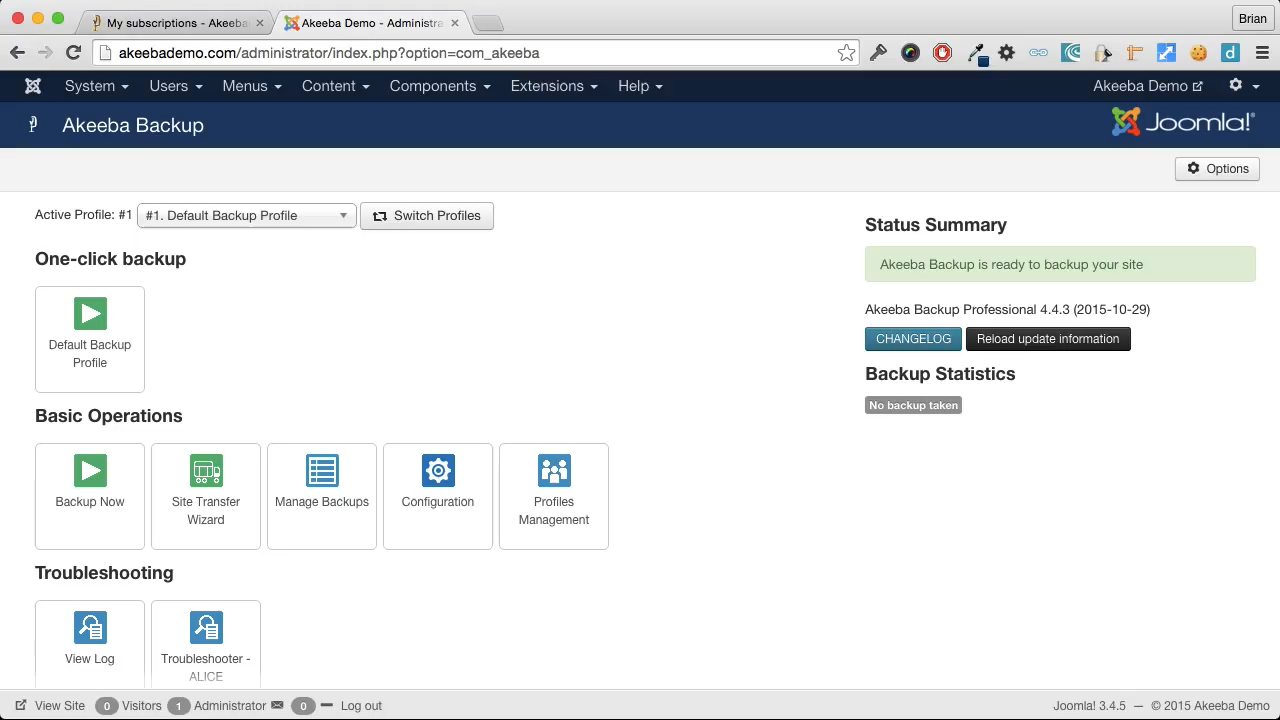 My subscriptions - Akeeba
Akeeba Demo - Administra
Brian
akeebademo.com/administrator/index.php?option=com_akeeba
System Users Menus Content Components Extensions Help Akeeba Demo
Akeeba Backup
Joomla!®
Options
Active Profile: #1 #1. Default Backup Profile Switch Profiles
One-click backup
Default Backup
Profile
Basic Operations
Backup Now
Site Transfer
Wizard
Manage Backups
Configuration
Profiles
Management
Troubleshooting
View Log
Troubleshooter -
ALICE
Status Summary
Akeeba Backup is ready to backup your site
Akeeba Backup Professional 4.4.3 (2015-10-29)
CHANGELOG Reload update information
Backup Statistics
No backup taken
View Site 0 Visitors 1 Administrator 0 Log out
Joomla! 3.4.5 — © 2015 Akeeba Demo